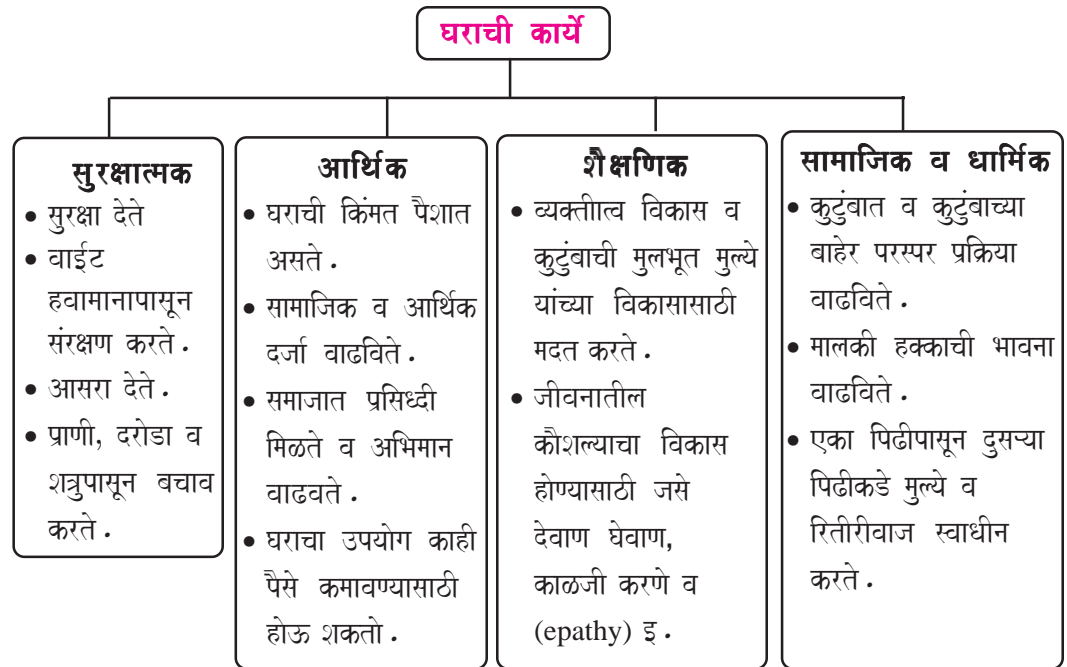 घराची कार्ये
सुरक्षात्मक
• सुरक्षा देते
• वाईट
हवामानापासून
संरक्षण करते.
• आसरा देते.
• प्राणी, दरोडा व
शत्रुपासून बचाव
करते.
आर्थिक
• घराची किंमत पैशात
असते.
• सामाजिक व आर्थिक
दर्जा वाढविते.
• समाजात प्रसिध्दी
मिळते व अभिमान
वाढवते.
• घराचा उपयोग काही
पैसे कमावण्यासाठी
होऊ शकतो.
शैक्षणिक
• व्यक्तीात्व विकास व
कुटुंबाची मुलभूत मुल्ये
यांच्या विकासासाठी
मदत करते.
• जीवनातील
कौशल्याचा विकास
होण्यासाठी जसे
देवाण घेवाण,
काळजी करणे व
(epathy) इ.
सामाजिक व धार्मिक
• कुटुंबात व कुटुंबाच्या
बाहेर परस्पर प्रक्रिया
वाढविते.
• मालकी हक्काची भावना
वाढविते.
• एका पिढीपासून दुसऱ्या
पिढीकडे मुल्ये व
रितीरीवाज स्वाधीन
करते.